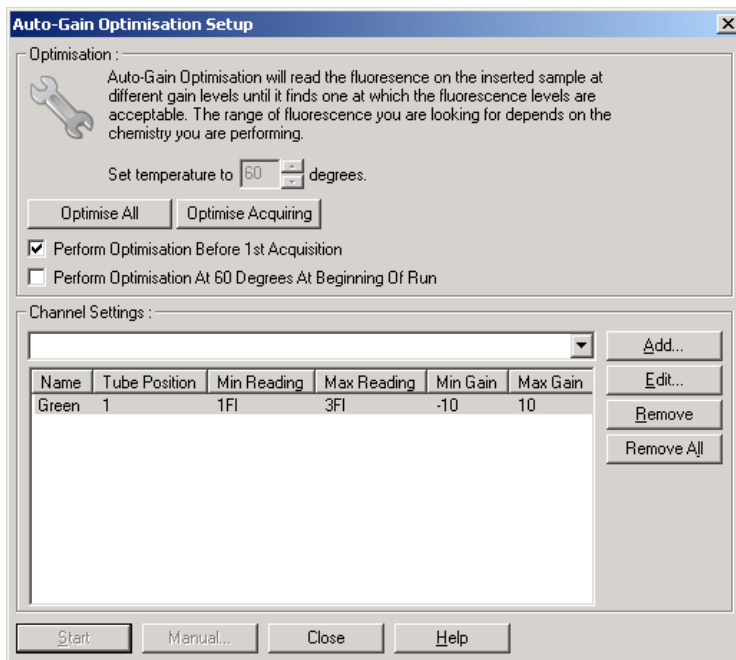 Auto-Gain Optimisation Setup
Optimisation :
Auto-Gain Optimisation will read the fluoresence on the inserted sample at
different gain levels until it finds one at which the fluorescence levels are
acceptable. The range of fluorescence you are looking for depends on the
chemistry you are performing.
Set temperature to 60 degrees.
Optimise All Optimise Acquiring
Perform Optimisation Before 1st Acquisition
Perform Optimisation At 60 Degrees At Beginning Of Run
Channel Settings :
Add...
Name Tube Position Min Reading Max Reading Min Gain Max Gain
Edit...
Green 1 1Fl 3Fl -10 10
Remove
Remove All
Start Manual... Close Help